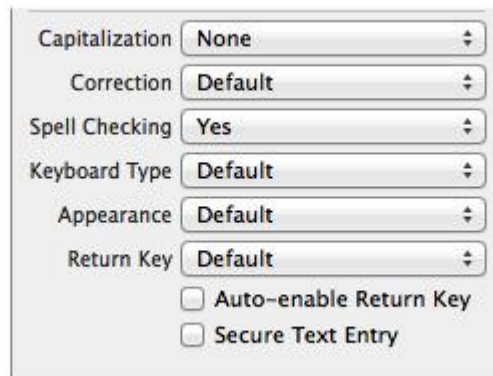 Capitalization None
Correction Default
Spell Checking Yes
Keyboard Type Default
Appearance Default
Return Key Default
Auto-enable Return Key
Secure Text Entry